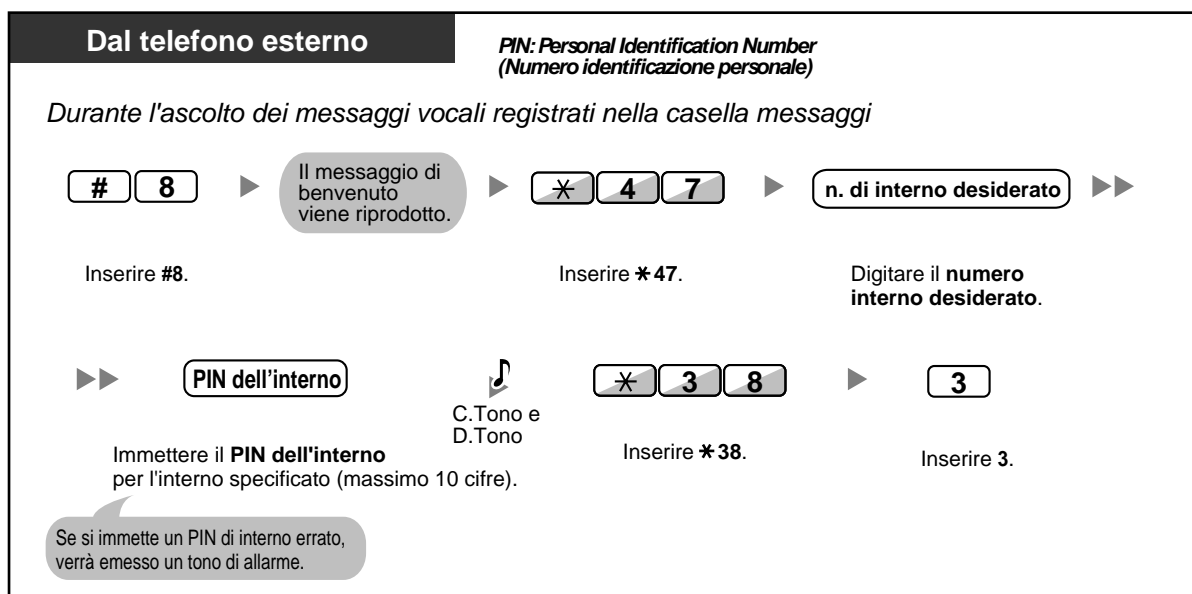 Dal telefono esterno
PIN: Personal Identification Number
(Numero identificazione personale)
Durante l'ascolto dei messaggi vocali registrati nella casella messaggi
# 8
Il messaggio di
benvenuto
viene riprodotto.
* 4 7
n. di interno desiderato
Inserire #8.
Inserire *47.
Digitare il numero
interno desiderato.
PIN dell'interno
C.Tono e
D.Tono
* 3 8
3
Immettere il PIN dell'interno
per l'interno specificato (massimo 10 cifre).
Inserire *38.
Inserire 3.
Se si immette un PIN di interno errato,
verrà emesso un tono di allarme.